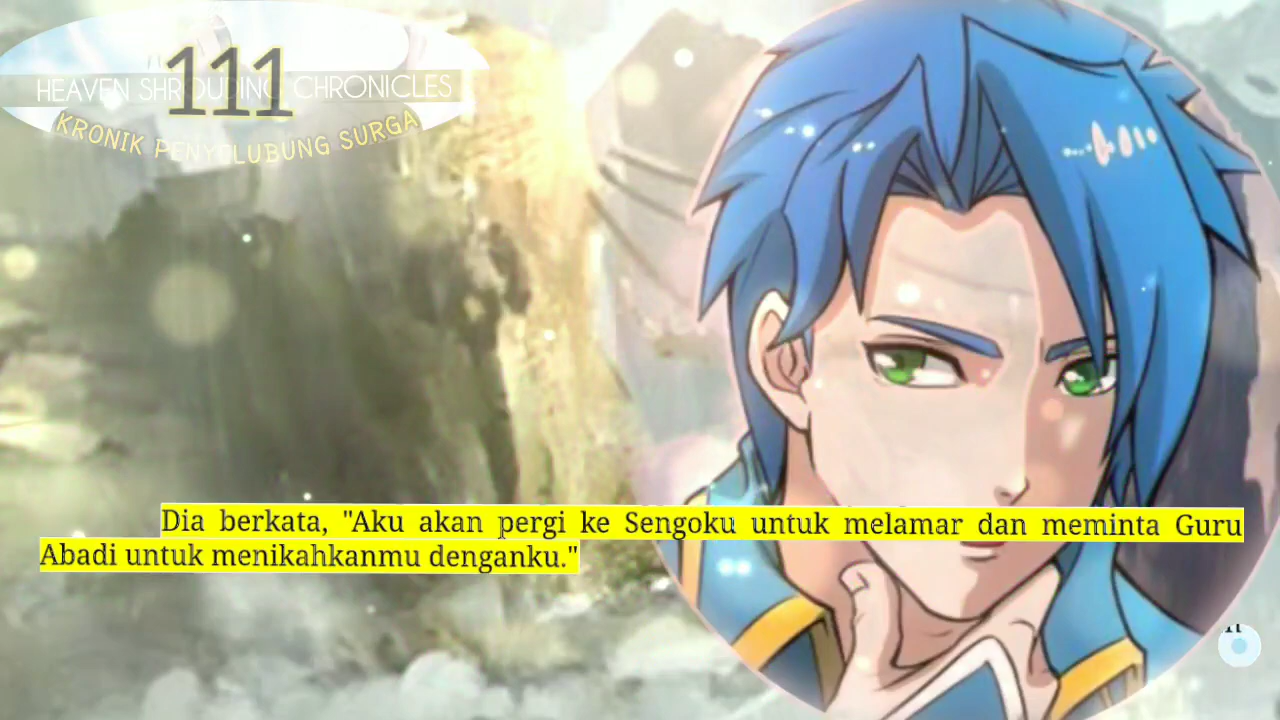 111
HEAVEN SHROUDING CHRONICLES
KRONIK PENYELUBUNG SURGA
Dia berkata, "Aku akan pergi ke Sengoku untuk melamar dan meminta Guru
Abadi untuk menikahkanmu denganku."